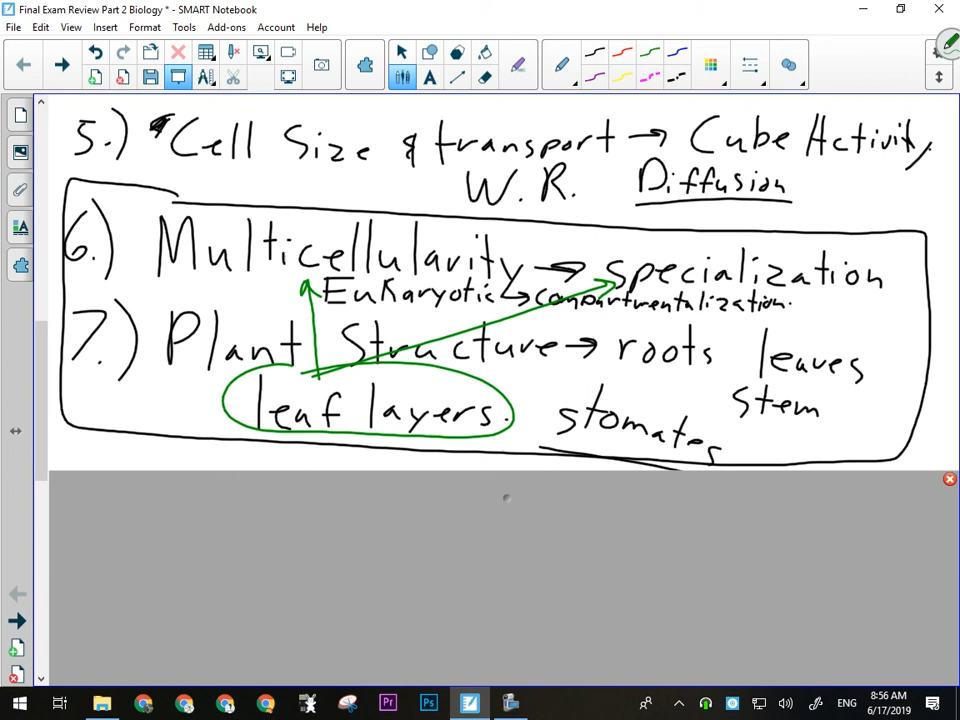 Final Exam Review Part 2 Biology * - SMART Notebook
File Edit View Insert Format Tools Add-ons Account Help
5.) Cell Size & transport → Cube Activity,
W.R. Diffusion
6.) Multicellularity → specialization
Eukaryotic → compartmentalization.
7.) Plant Structure → roots leaves
stem
leaf layers. stomates
Pr Ps ENG 8:56 AM
6/17/2019